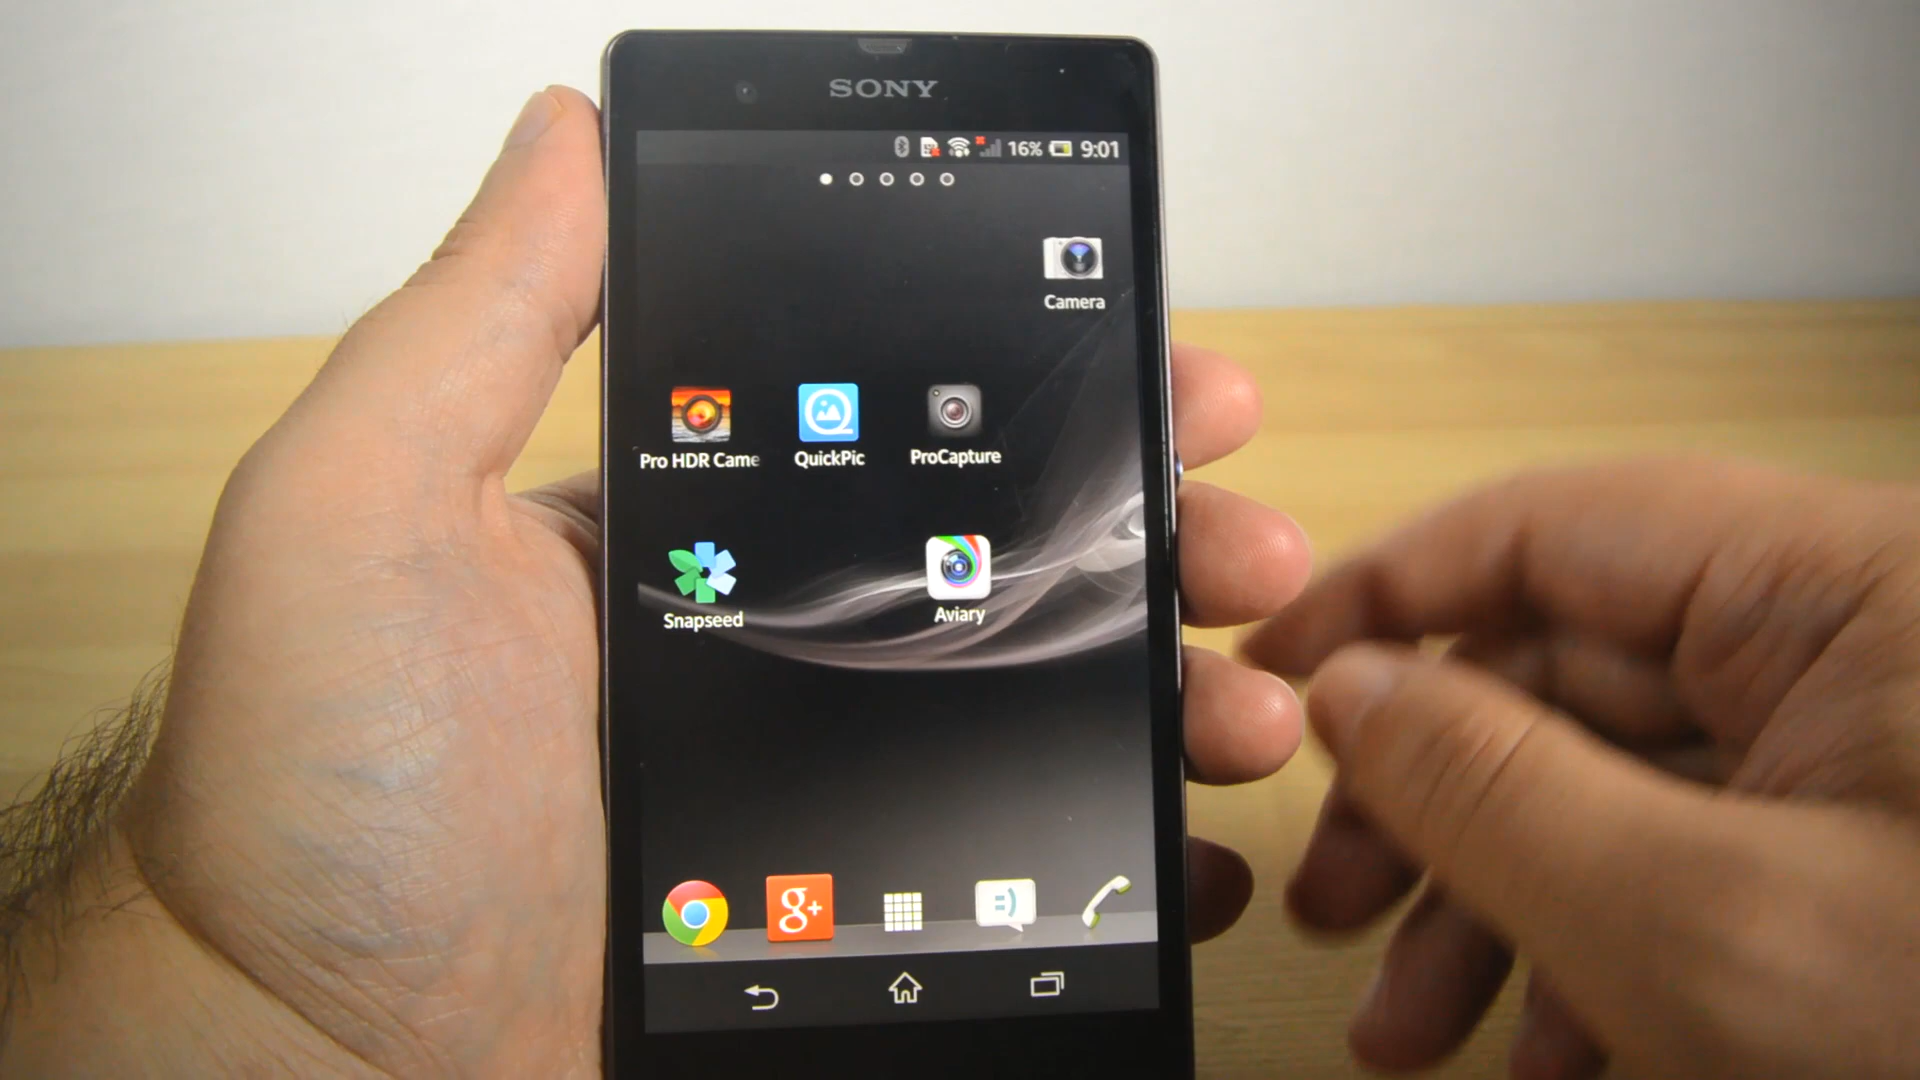 SONY
16% 9:01
Camera
Pro HDR Came
QuickPic
ProCapture
Snapseed
Aviary
g+
=)